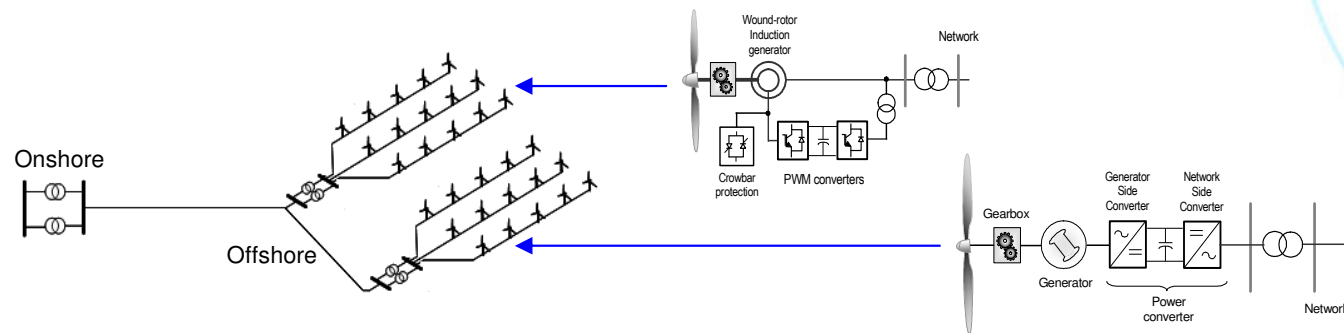 Onshore
Offshore
Wound-rotor
Induction
generator
Network
Crowbar
protection
PWM converters
Gearbox
Generator
Generator
Side
Converter
Network
Side
Converter
Power
converter
Network